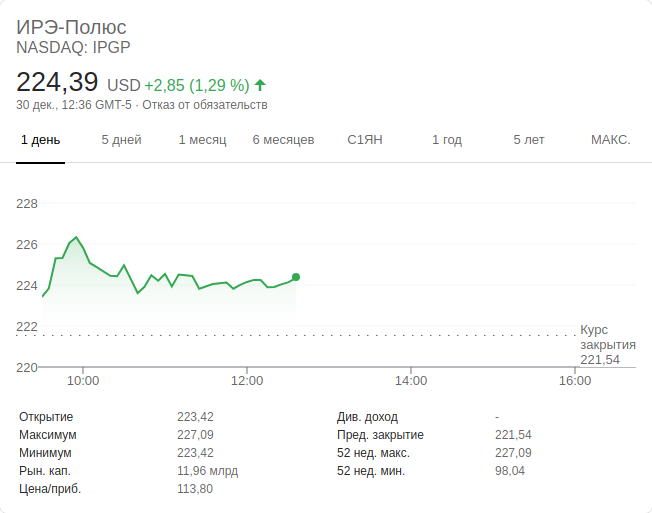 ИРЭ-Полюс
NASDAQ: IPGP
224,39 USD +2,85 (1,29 %)
30 дек., 12:36 GMT-5 · Отказ от обязательств
1 день 5 дней 1 месяц 6 месяцев С1ЯН 1 год 5 лет МАКС.
228
226
224
222
220
Курс
закрытия
221,54
10:00 12:00 14:00 16:00
Открытие 223,42 Див. доход -
Максимум 227,09 Пред. закрытие 221,54
Минимум 223,42 52 нед. макс. 227,09
Рын. кап. 11,96 млрд 52 нед. мин. 98,04
Цена/приб. 113,80